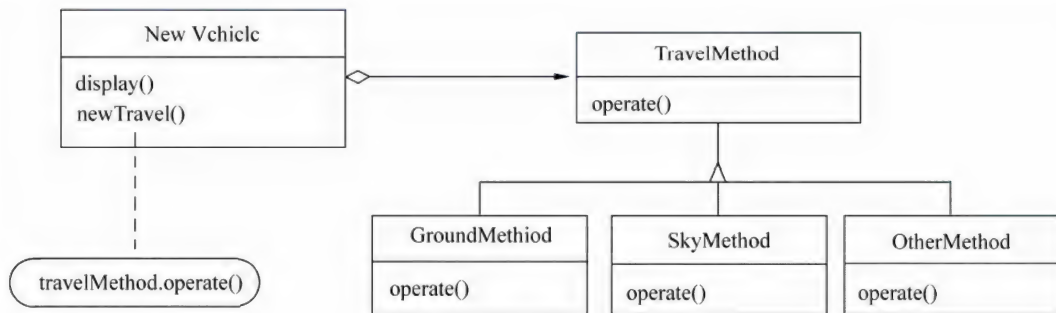 New Vchiclc
display()
newTravel()
travelMethod.operate()
TravelMethod
operate()
GroundMethiod
operate()
SkyMethod
operate()
OtherMethod
operate()